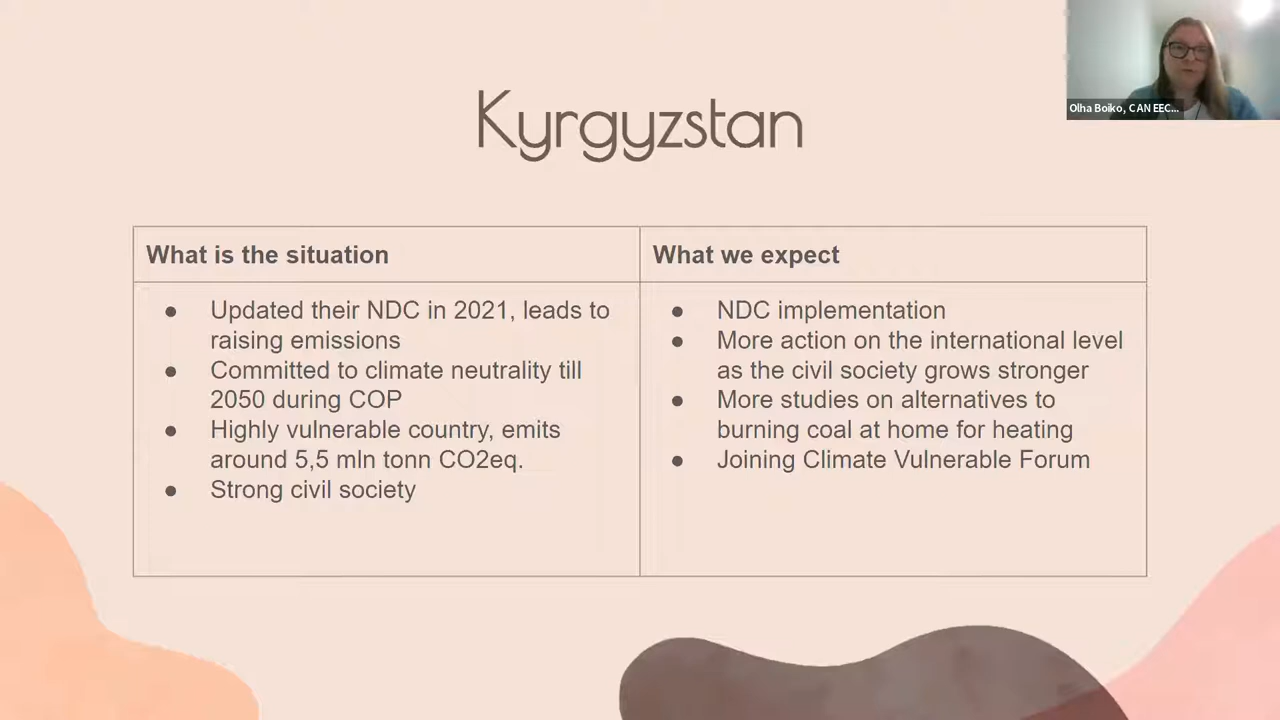 Olha Boiko, CAN EEC...
Kyrgyzstan
What is the situation
What we expect
● Updated their NDC in 2021, leads to
raising emissions
● Committed to climate neutrality till
2050 during COP
● Highly vulnerable country, emits
around 5,5 mln tonn CO2eq.
● Strong civil society
● NDC implementation
● More action on the international level
as the civil society grows stronger
● More studies on alternatives to
burning coal at home for heating
● Joining Climate Vulnerable Forum